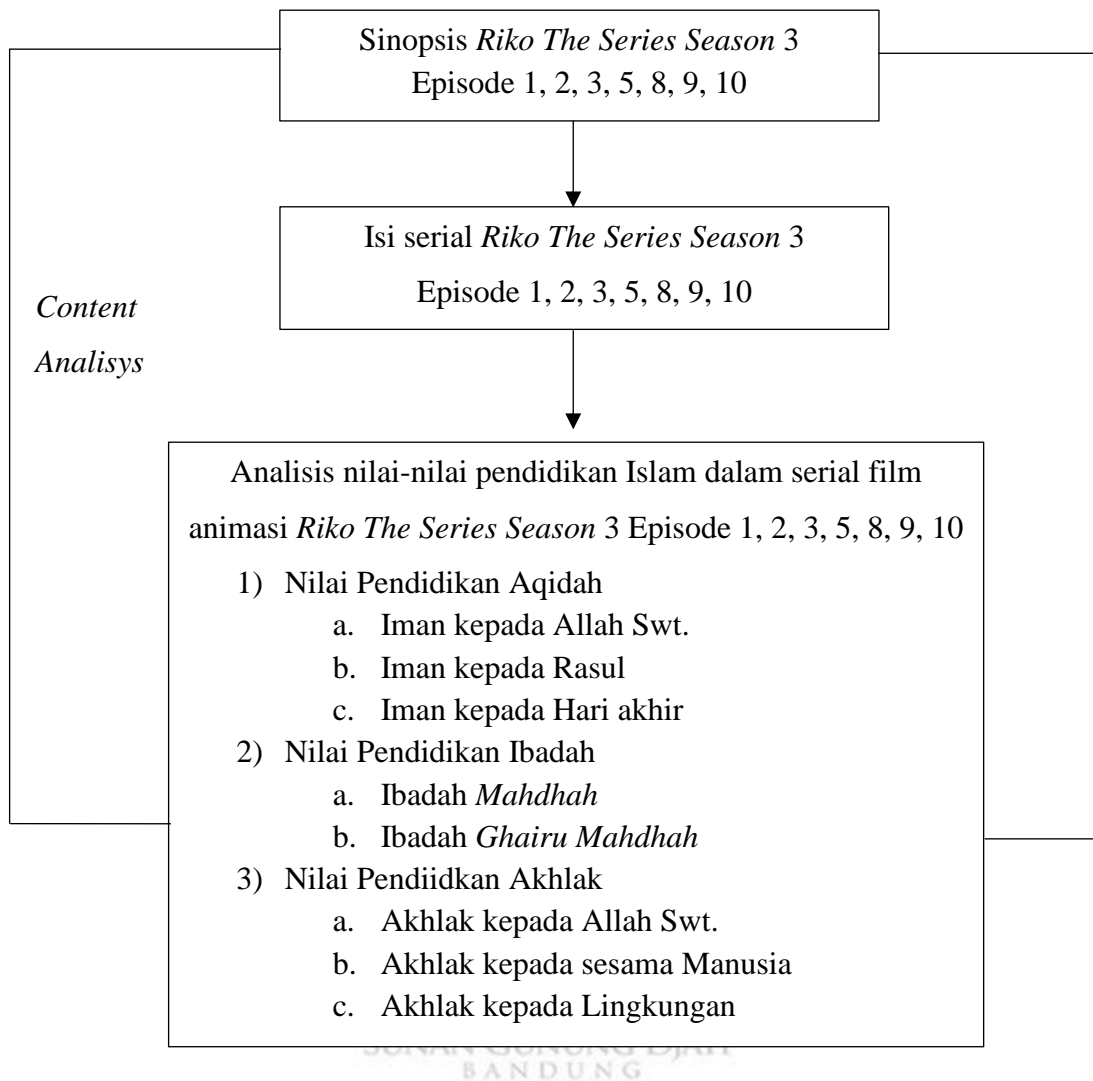 Sinopsis Riko The Series Season 3
Episode 1, 2, 3, 5, 8, 9, 10
Isi serial Riko The Series Season 3
Episode 1, 2, 3, 5, 8, 9, 10
Content
Analisys
Analisis nilai-nilai pendidikan Islam dalam serial film
animasi Riko The Series Season 3 Episode 1, 2, 3, 5, 8, 9, 10
1) Nilai Pendidikan Aqidah
a. Iman kepada Allah Swt.
b. Iman kepada Rasul
c. Iman kepada Hari akhir
2) Nilai Pendidikan Ibadah
a. Ibadah Mahdhah
b. Ibadah Ghairu Mahdhah
3) Nilai Pendiidkan Akhlak
a. Akhlak kepada Allah Swt.
b. Akhlak kepada sesama Manusia
c. Akhlak kepada Lingkungan
SUNAN GUNUNG DJATI
BANDUNG